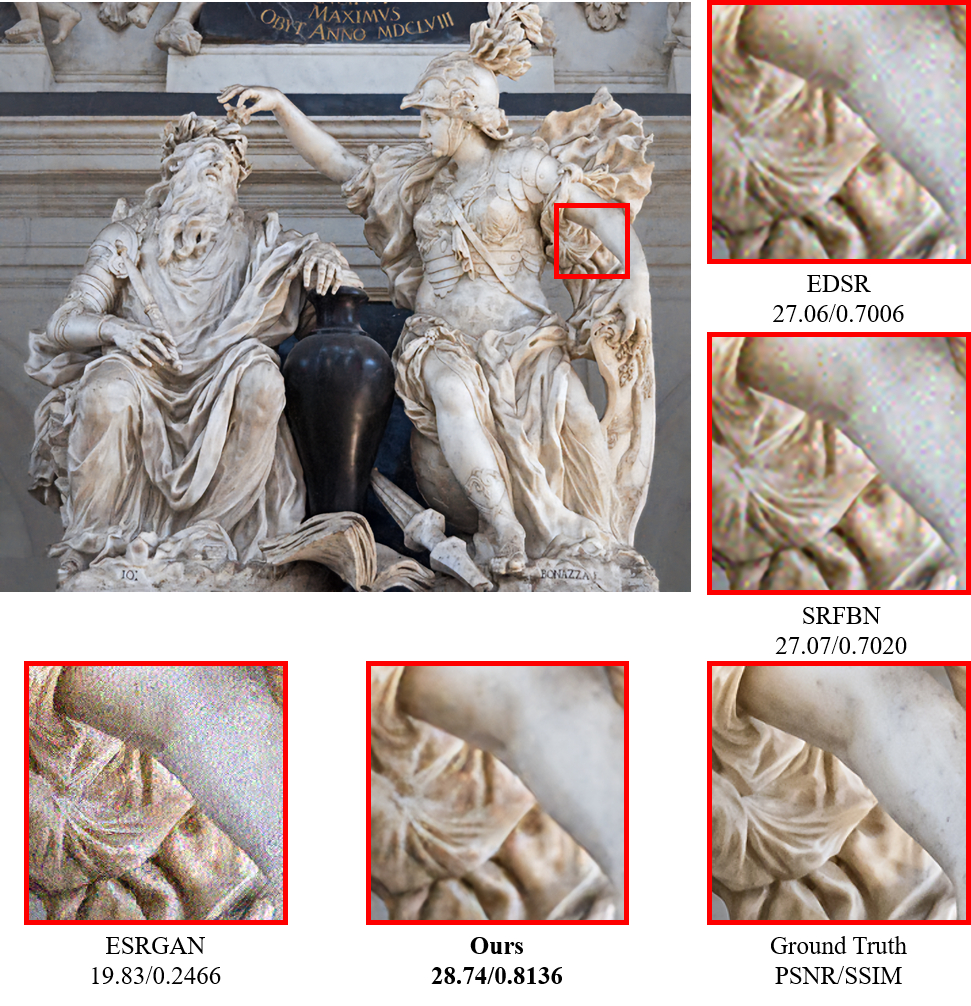 MAXIMVS
OBYT ANNO MDCLVIII
IO:
BONAZZA
EDSR
27.06/0.7006
SRFBN
27.07/0.7020
ESRGAN
19.83/0.2466
Ours
28.74/0.8136
Ground Truth
PSNR/SSIM